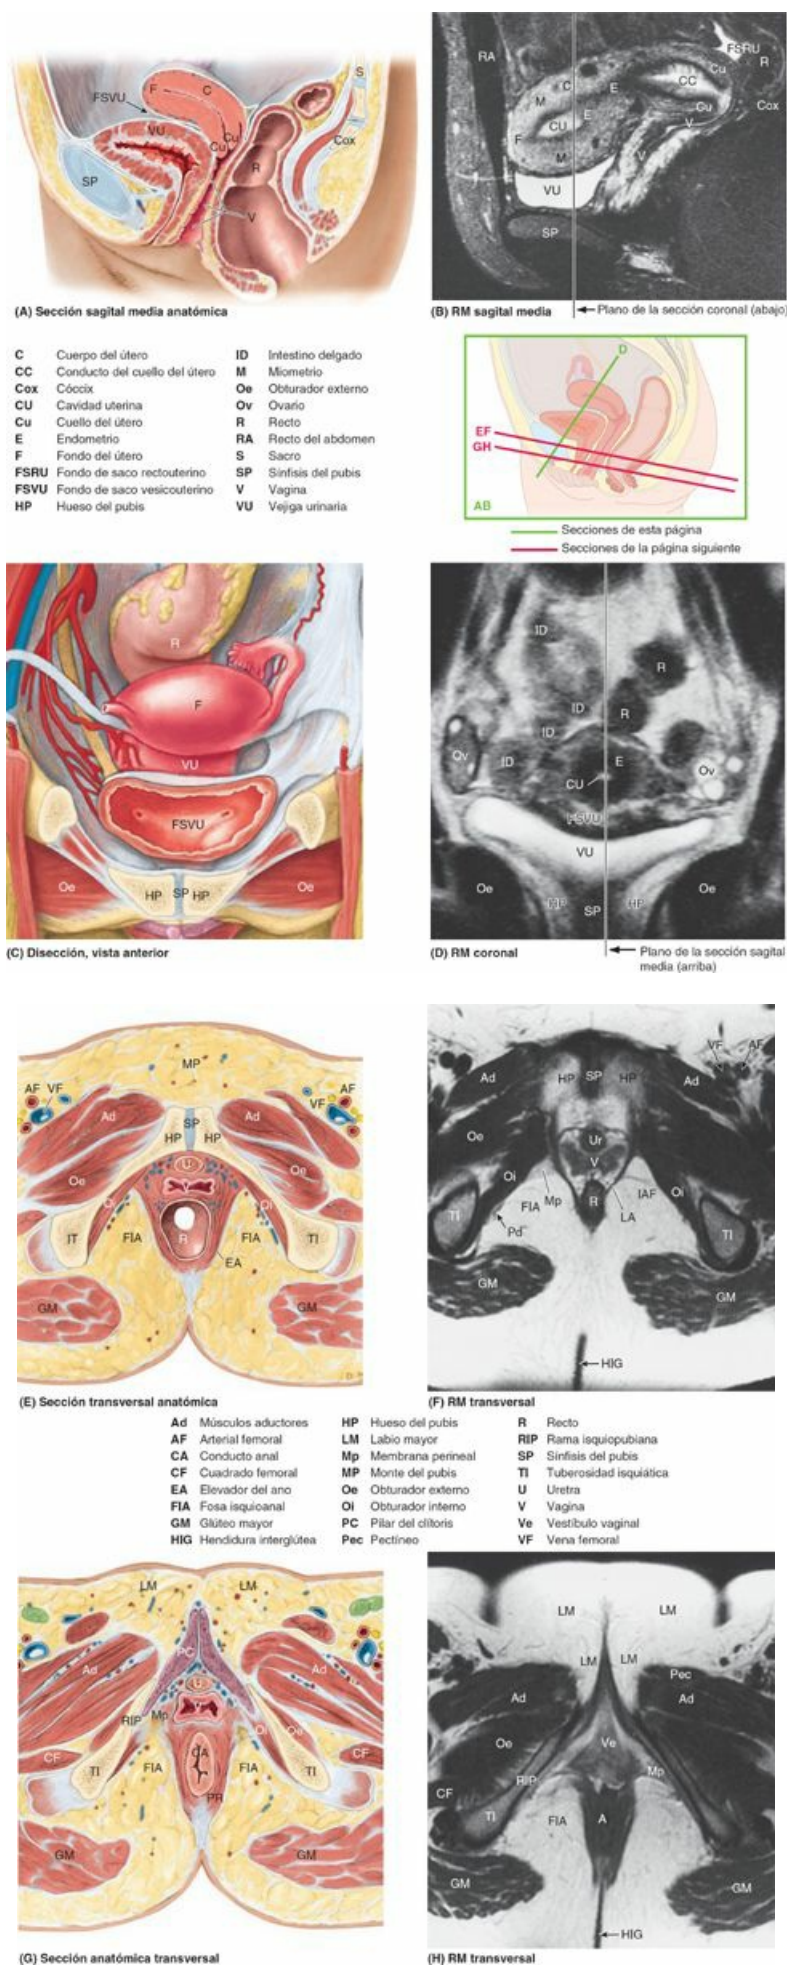 FSVU
F
C
S
VU
Cu
Cu
Cox
R
SP
V
RA
FSRU
R
Cu
CC
C
E
M
Cu
Cox
E
CU
V
F
M
V
VU
SP
(A) Sección sagital media anatómica
(B) RM sagital media
Plano de la sección coronal (abajo)
C Cuerpo del útero
CC Conducto del cuello del útero
Cox Cóccix
CU Cavidad uterina
Cu Cuello del útero
E Endometrio
F Fondo del útero
FSRU Fondo de saco rectouterino
FSVU Fondo de saco vesicouterino
HP Hueso del pubis
ID Intestino delgado
M Miometrio
Oe Obturador externo
Ov Ovario
R Recto
RA Recto del abdomen
S Sacro
SP Sínfisis del pubis
V Vagina
VU Vejiga urinaria
D
EF
GH
AB
Secciones de esta página
Secciones de la página siguiente
R
F
VU
FSVU
Oe
HP
SP
HP
Oe
(C) Disección, vista anterior
ID
R
ID
R
ID
Ov
ID
E
Ov
CU
FSVU
VU
Oe
HP
SP
HP
Oe
(D) RM coronal
Plano de la sección sagital
media (arriba)
MP
AF
VF
AF
VF
Ad
Ad
SP
HP
HP
Oe
U
Oe
V
Oi
Oi
R
IT
FIA
FIA
TI
EA
GM
GM
(E) Sección transversal anatómica
VF
AF
Ad
HP
SP
HP
Ad
Oe
Ur
V
Oi
Oi
TI
FIA
Mp
R
IAF
LA
TI
Pd
GM
GM
HIG
(F) RM transversal
Ad Músculos aductores
AF Arterial femoral
CA Conducto anal
CF Cuadrado femoral
EA Elevador del ano
FIA Fosa isquioanal
GM Glúteo mayor
HIG Hendidura interglútea
HP Hueso del pubis
LM Labio mayor
Mp Membrana perineal
MP Monte del pubis
Oe Obturador externo
Oi Obturador interno
PC Pilar del clítoris
Pec Pectíneo
R Recto
RIP Rama isquiopubiana
SP Sínfisis del pubis
TI Tuberosidad isquiática
U Uretra
V Vagina
Ve Vestíbulo vaginal
VF Vena femoral
LM
LM
PC
Ad
Ad
U
RIP
Mp
V
Oi
Oe
CF
CA
CF
TI
FIA
FIA
TI
PR
GM
GM
(G) Sección anatómica transversal
LM
LM
LM
LM
Pec
Ad
Ad
Oe
Ve
RIP
Mp
CF
TI
FIA
A
GM
GM
HIG
(H) RM transversal